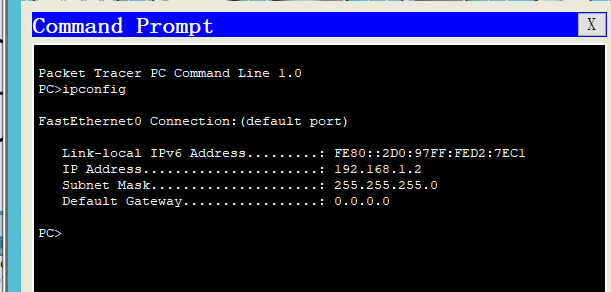 Command Prompt
X
Packet Tracer PC Command Line 1.0
PC>ipconfig
FastEthernet0 Connection:(default port)
Link-local IPv6 Address.........: FE80::2D0:97FF:FED2:7EC1
IP Address......................: 192.168.1.2
Subnet Mask.....................: 255.255.255.0
Default Gateway.................: 0.0.0.0
PC>